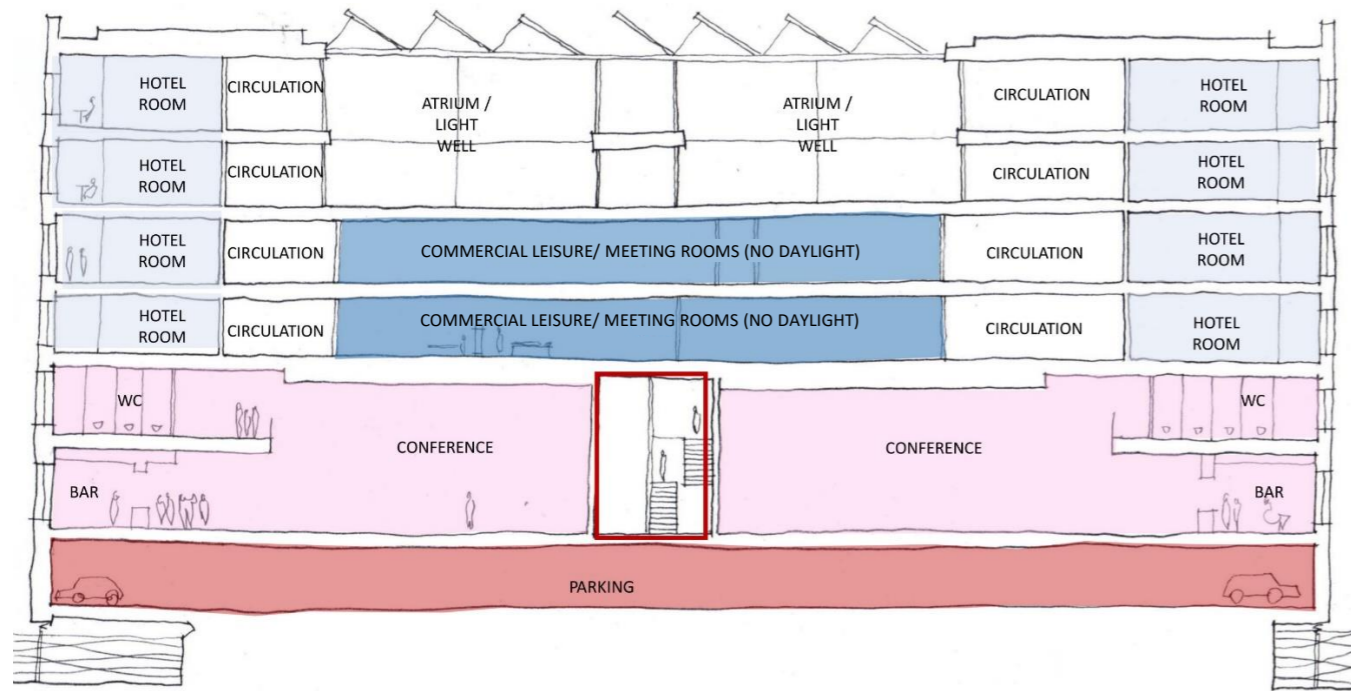 HOTEL
ROOM
CIRCULATION
ATRIUM /
LIGHT
WELL
ATRIUM /
LIGHT
WELL
CIRCULATION
HOTEL
ROOM
HOTEL
ROOM
CIRCULATION
CIRCULATION
HOTEL
ROOM
HOTEL
ROOM
CIRCULATION
COMMERCIAL LEISURE/ MEETING ROOMS (NO DAYLIGHT)
CIRCULATION
HOTEL
ROOM
HOTEL
ROOM
CIRCULATION
COMMERCIAL LEISURE/ MEETING ROOMS (NO DAYLIGHT)
CIRCULATION
HOTEL
ROOM
WC
WC
CONFERENCE
CONFERENCE
BAR
BAR
PARKING